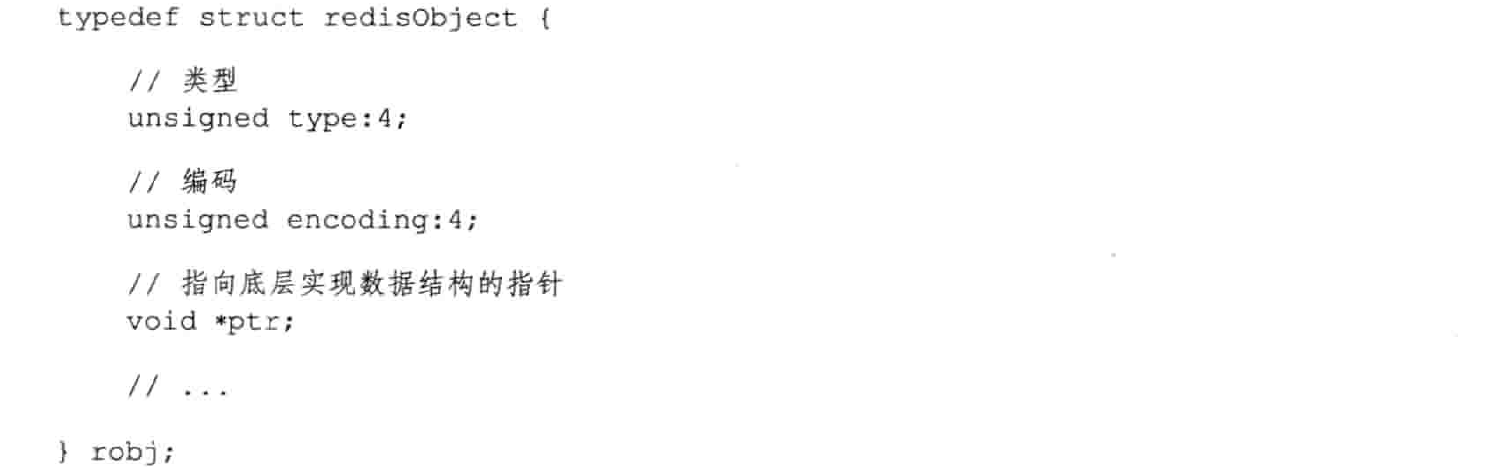 typedef struct redisObject {
// 类型
unsigned type:4;
// 编码
unsigned encoding:4;
// 指向底层实现数据结构的指针
void *ptr;
// ...
} robj;